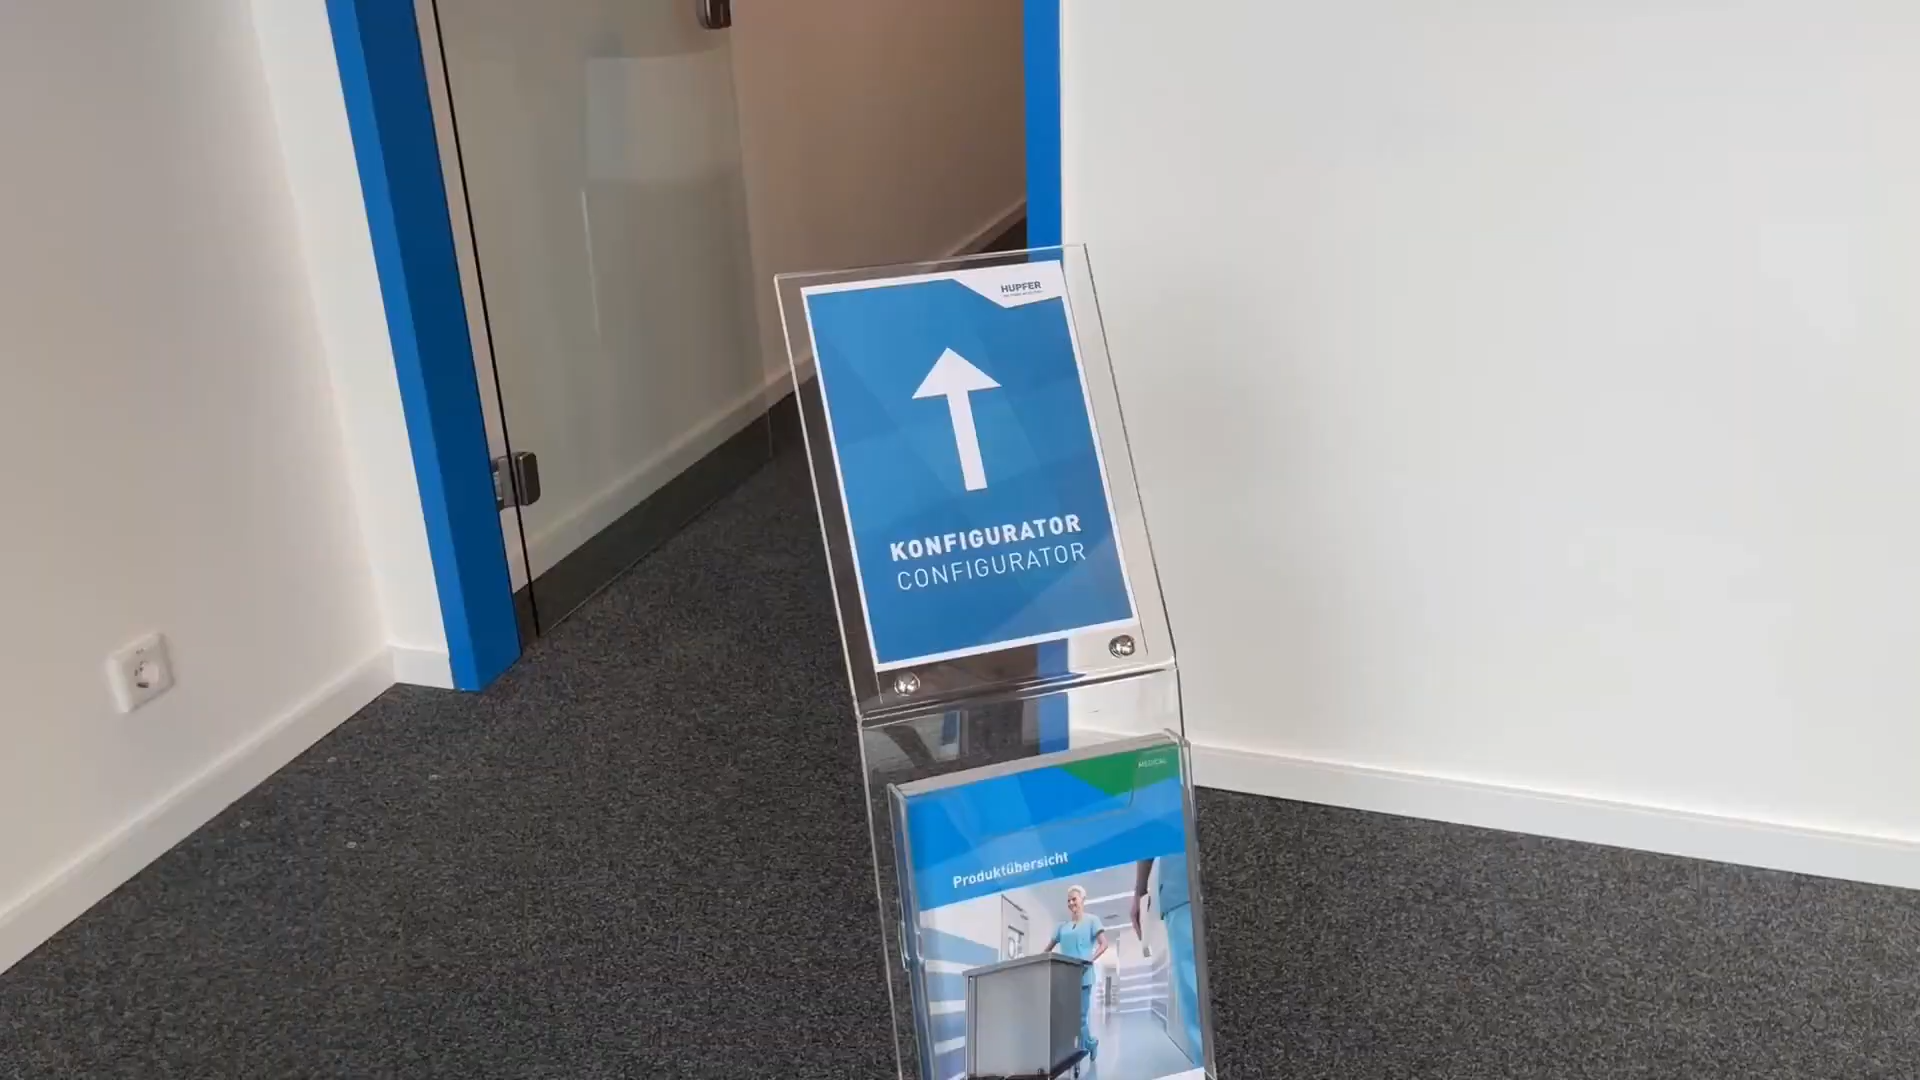 HUPFER
KONFIGURATOR
CONFIGURATOR
MEDICAL
Produktübersicht